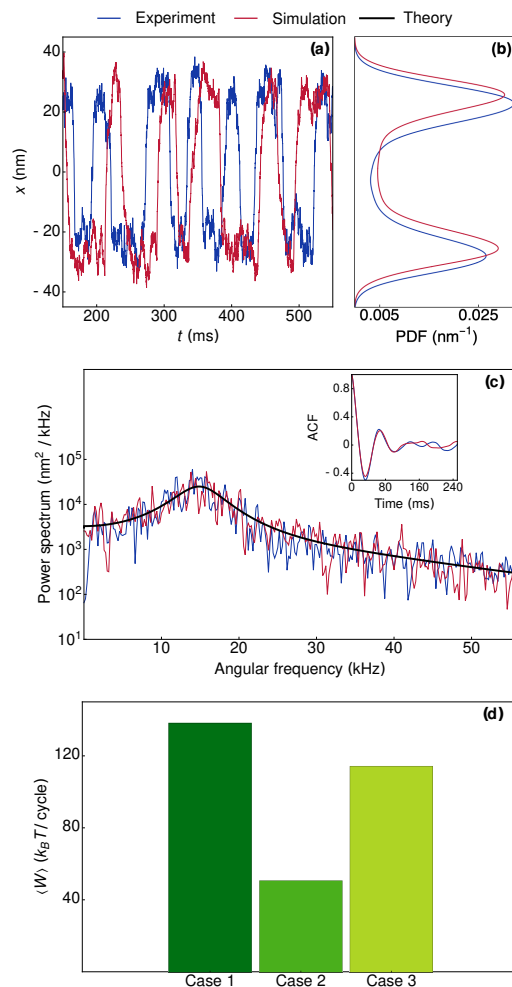 Experiment Simulation Theory
(a)
40
20
0
- 20
- 40
x (nm)
200 300 400 500
t (ms)
(b)
0.005 0.025
PDF (nm⁻¹)
(c)
Power spectrum (nm² / kHz)
10⁵
10⁴
10³
10²
10¹
10 20 30 40 50
Angular frequency (kHz)
ACF
0.8
0.4
0
- 0.4
0 80 160 240
Time (ms)
(d)
⟨W⟩ (k_BT / cycle)
120
80
40
Case 1 Case 2 Case 3